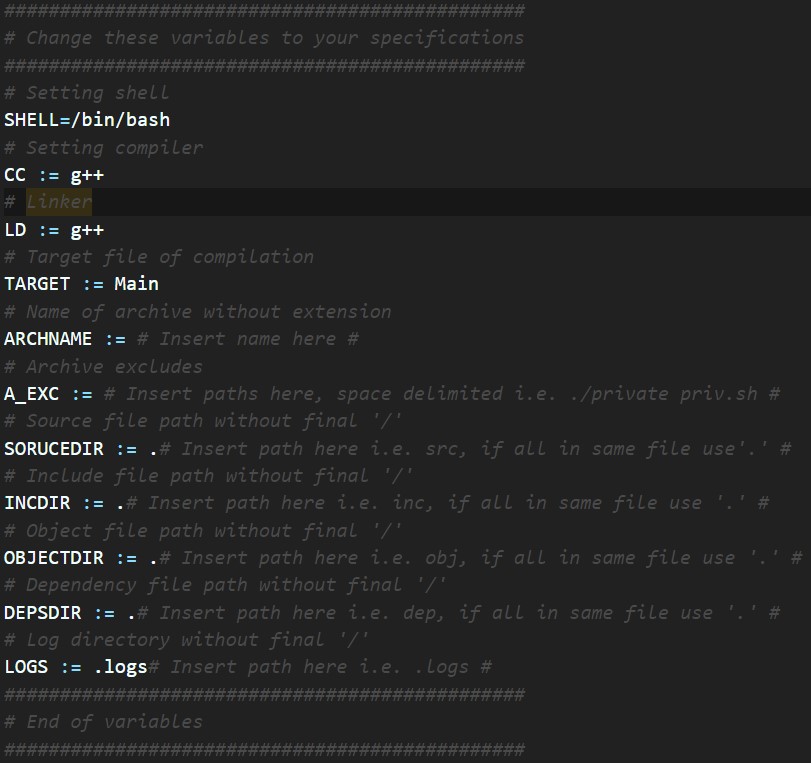 ###############################################
# Change these variables to your specifications
###############################################
# Setting shell
SHELL=/bin/bash
# Setting compiler
CC := g++
# Linker
LD := g++
# Target file of compilation
TARGET := Main
# Name of archive without extension
ARCHNAME := # Insert name here #
# Archive excludes
A_EXC := # Insert paths here, space delimited i.e. ./private priv.sh #
# Source file path without final '/'
SORUCEDIR := .# Insert path here i.e. src, if all in same file use'.' #
# Include file path without final '/'
INCDIR := .# Insert path here i.e. inc, if all in same file use '.' #
# Object file path without final '/'
OBJECTDIR := .# Insert path here i.e. obj, if all in same file use '.' #
# Dependency file path without final '/'
DEPSDIR := .# Insert path here i.e. dep, if all in same file use '.' #
# Log directory without final '/'
LOGS := .logs# Insert path here i.e. .logs #
###############################################
# End of variables
###############################################